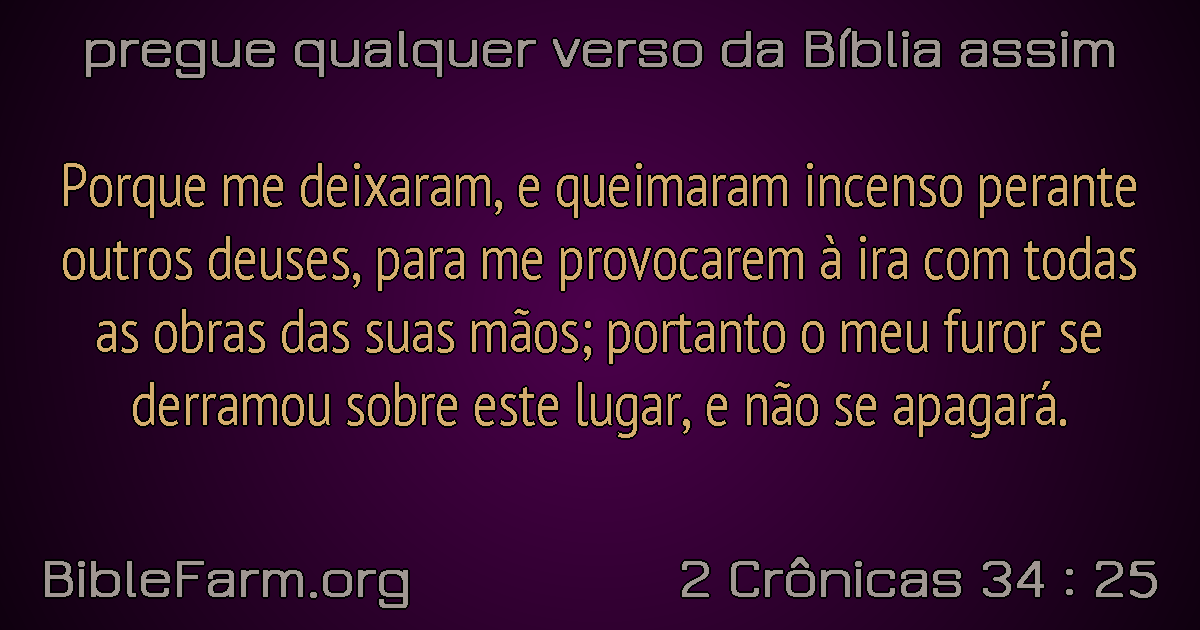 pregue qualquer verso da Bíblia assim
Porque me deixaram, e queimaram incenso perante
outros deuses, para me provocarem à ira com todas
as obras das suas mãos; portanto o meu furor se
derramou sobre este lugar, e não se apagará.
BibleFarm.org
2 Crônicas 34 : 25